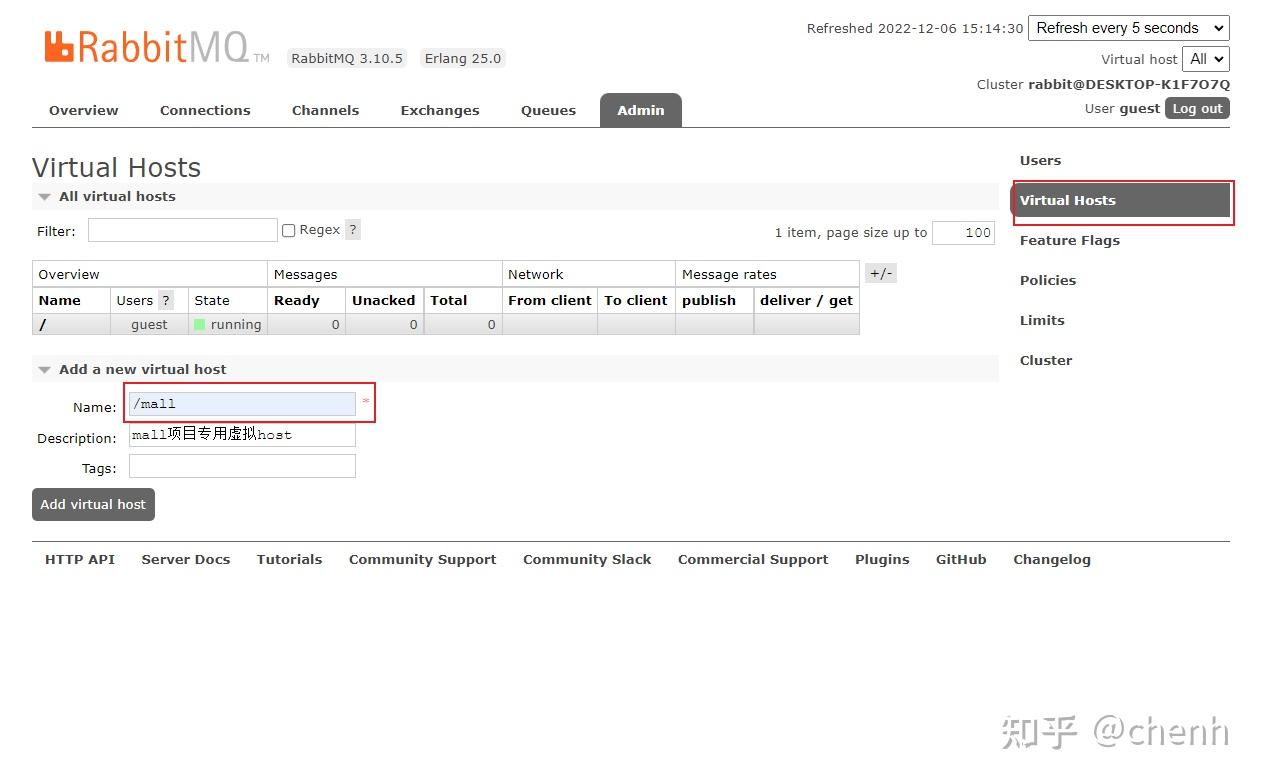 RabbitMQ TM RabbitMQ 3.10.5 Erlang 25.0
Refreshed 2022-12-06 15:14:30 Refresh every 5 seconds
Virtual host All
Cluster rabbit@DESKTOP-K1F7O7Q
User guest Log out
Overview Connections Channels Exchanges Queues Admin
Virtual Hosts
All virtual hosts
Filter: Regex ? 1 item, page size up to 100
Overview Messages Network Message rates +/-
Name Users ? State Ready Unacked Total From client To client publish deliver / get
/ guest running 0 0 0
Add a new virtual host
Name: /mall *
Description: mall项目专用虚拟host
Tags:
Add virtual host
Users
Virtual Hosts
Feature Flags
Policies
Limits
Cluster
HTTP API Server Docs Tutorials Community Support Community Slack Commercial Support Plugins GitHub Changelog
知乎 @chenh